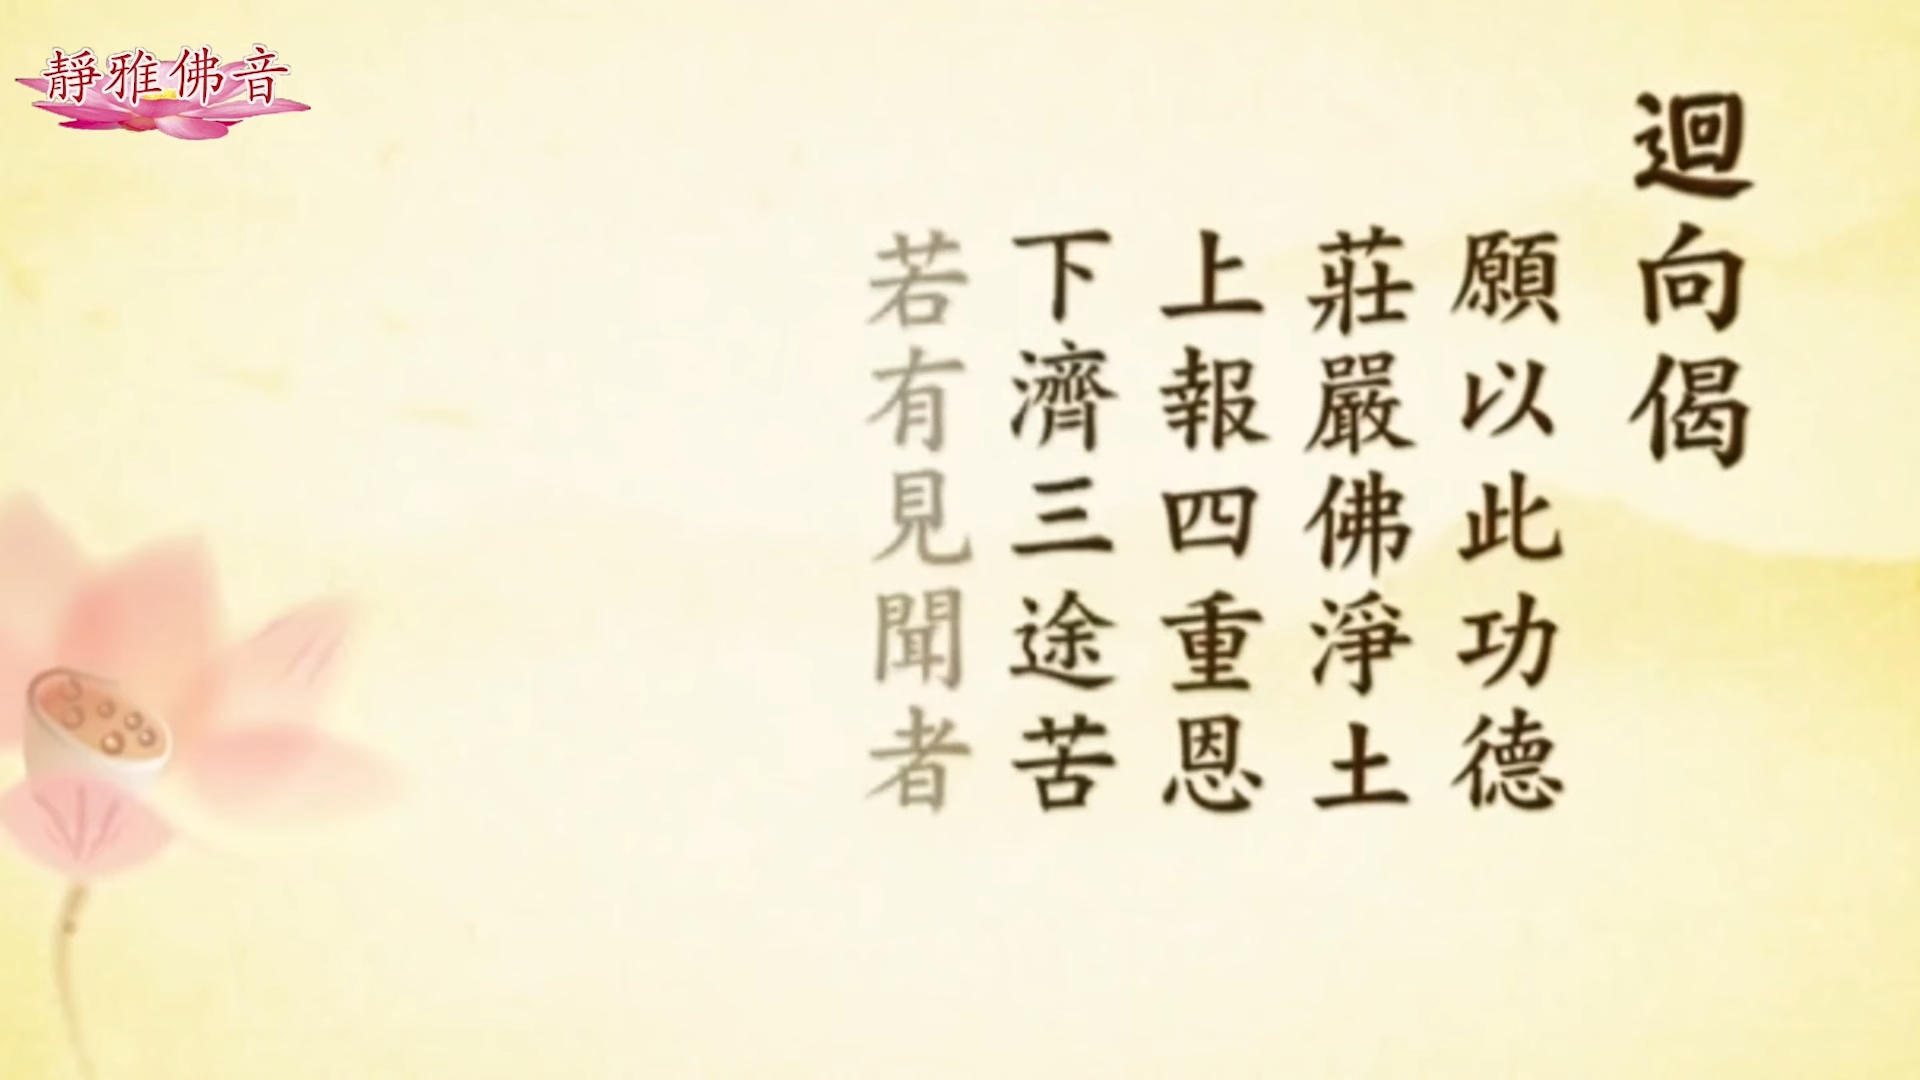 靜雅佛音
迴向偈
願以此功德
莊嚴佛淨土
上報四重恩
下濟三途苦
若有見聞者